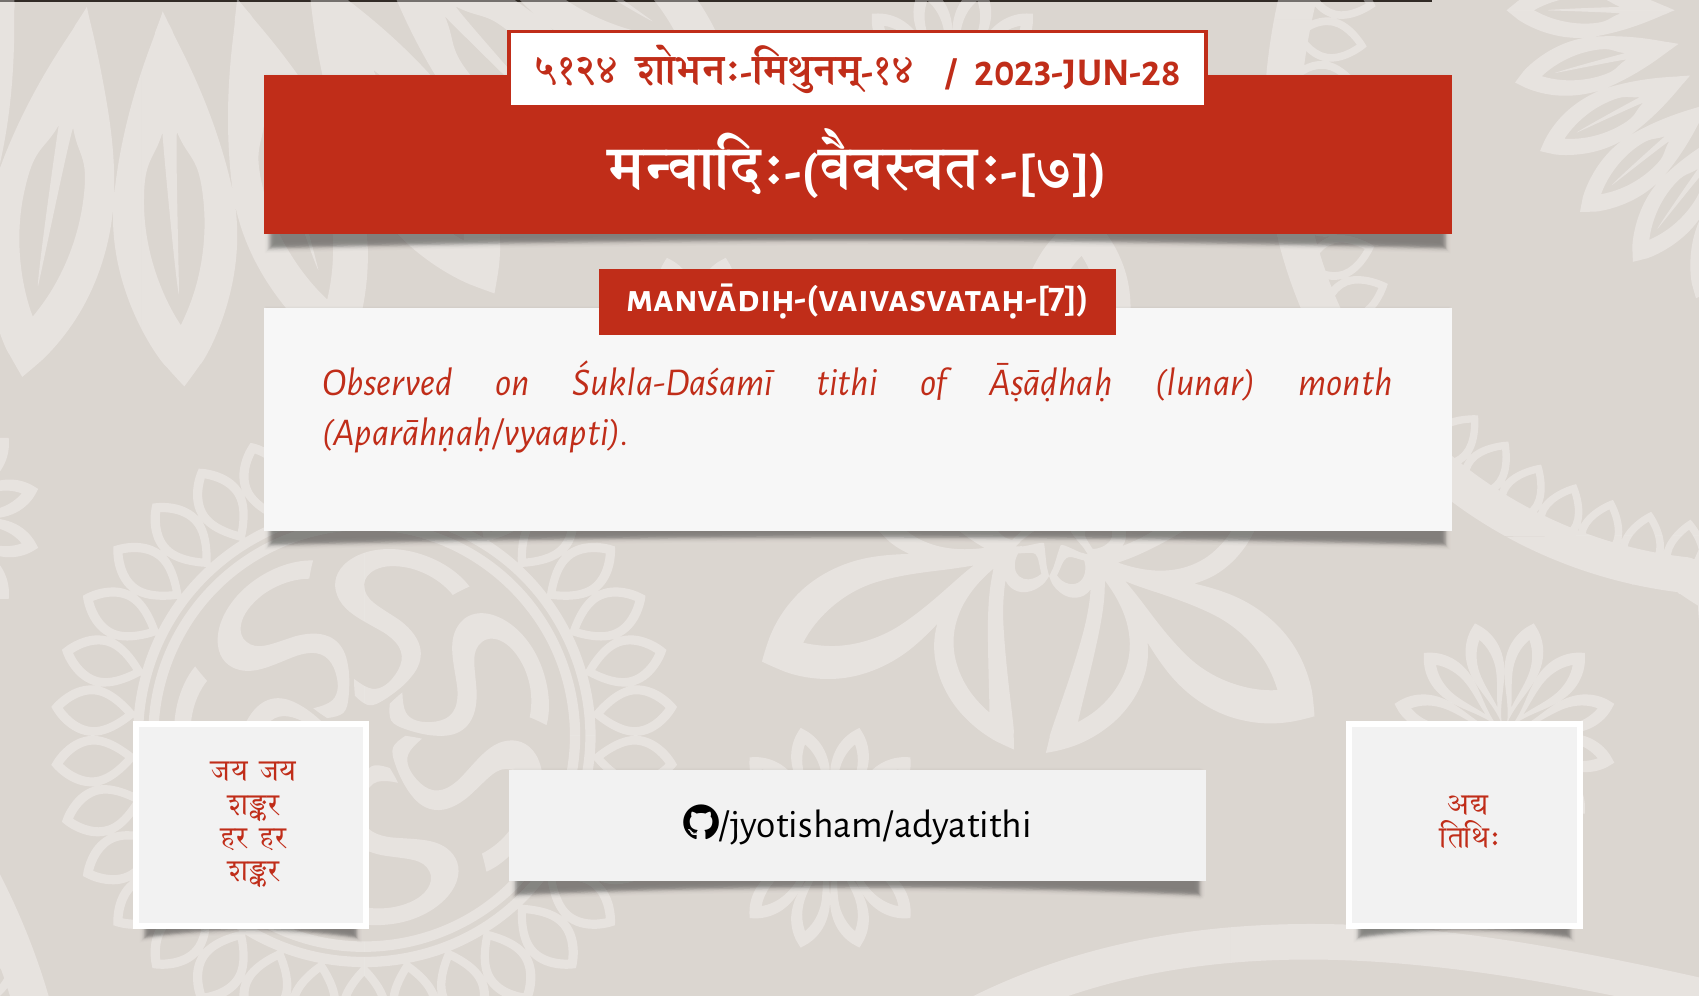 ५१२४ शोभनः-मिथुनम्-१४ / 2023-JUN-28
मन्वादिः-(वैवस्वतः-[७])
MANVĀDIḤ-(VAIVASVATAḤ-[7])
Observed on Śukla-Daśamī tithi of Āṣāḍhaḥ (lunar) month
(Aparāhṇaḥ/vyaapti).
जय जय
शङ्कर
हर हर
शङ्कर
/jyotisham/adyatithi
अद्य
तिथिः